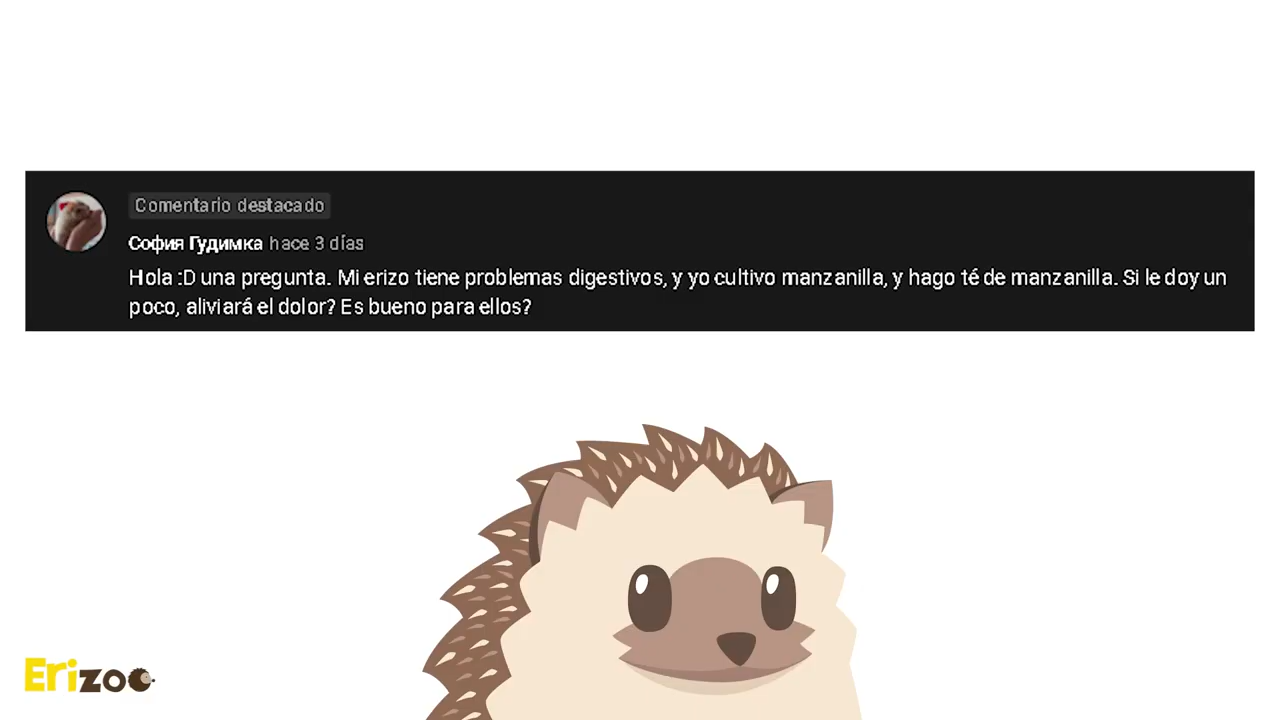 Comentario destacado
София Гудимка hace 3 días
Hola :D una pregunta. Mi erizo tiene problemas digestivos, y yo cultivo manzanilla, y hago té de manzanilla. Si le doy un
poco, aliviará el dolor? Es bueno para ellos?
Erizoo